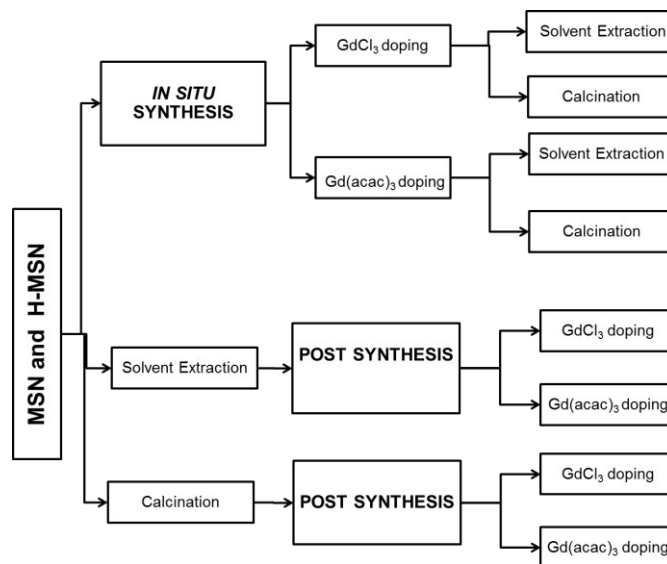 MSN and H-MSN
IN SITU
SYNTHESIS
GdCl₃ doping
Solvent Extraction
Calcination
Gd(acac)₃ doping
Solvent Extraction
Calcination
Solvent Extraction
POST SYNTHESIS
GdCl₃ doping
Gd(acac)₃ doping
Calcination
POST SYNTHESIS
GdCl₃ doping
Gd(acac)₃ doping